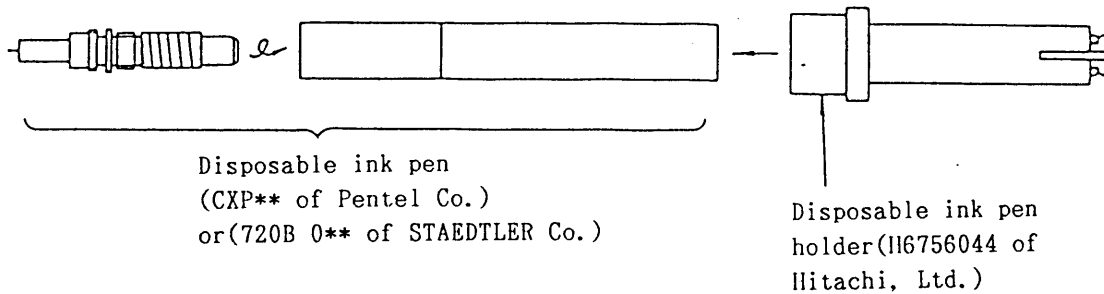 Disposable ink pen
(CXP** of Pentel Co.)
or(720B 0** of STAEDTLER Co.)
Disposable ink pen
holder(H6756044 of
Hitachi, Ltd.)